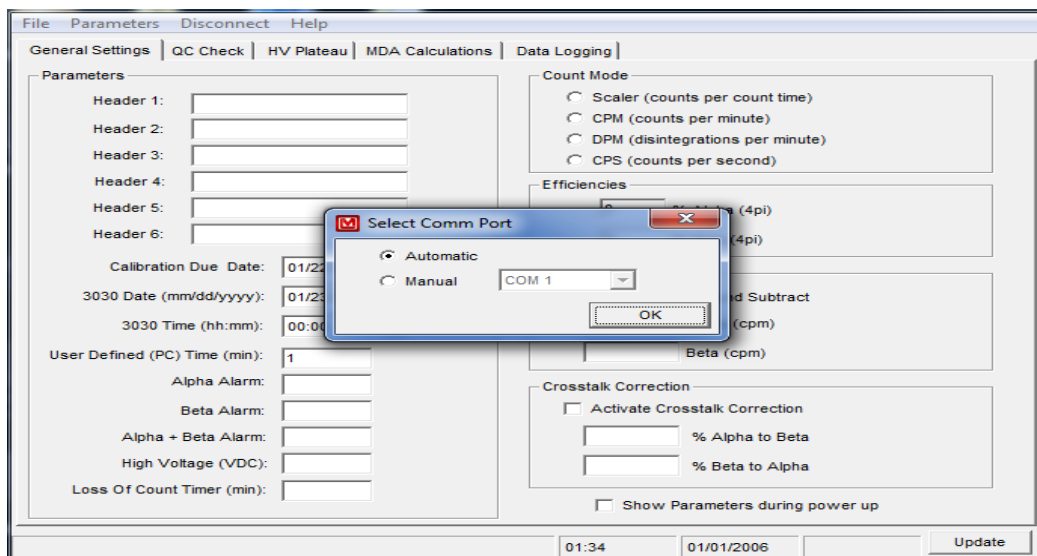 File Parameters Disconnect Help
General Settings QC Check HV Plateau MDA Calculations Data Logging
Parameters
Header 1:
Header 2:
Header 3:
Header 4:
Header 5:
Header 6:
Calibration Due Date: 01/22
3030 Date (mm/dd/yyyy): 01/23
3030 Time (hh:mm): 00:00
User Defined (PC) Time (min): 1
Alpha Alarm:
Beta Alarm:
Alpha + Beta Alarm:
High Voltage (VDC):
Loss Of Count Timer (min):
Count Mode
Scaler (counts per count time)
CPM (counts per minute)
DPM (disintegrations per minute)
CPS (counts per second)
Efficiencies
(4pi)
(4pi)
Select Comm Port
Automatic
Manual COM 1
OK
Subtract
(cpm)
Beta (cpm)
Crosstalk Correction
Activate Crosstalk Correction
% Alpha to Beta
% Beta to Alpha
Show Parameters during power up
01:34 01/01/2006 Update